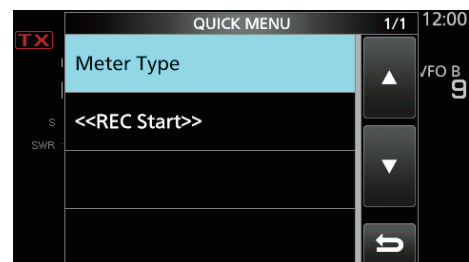 QUICK MENU 1/1 12:00
TX
Meter Type
VFO B
9
<<REC Start>>
S
SWR